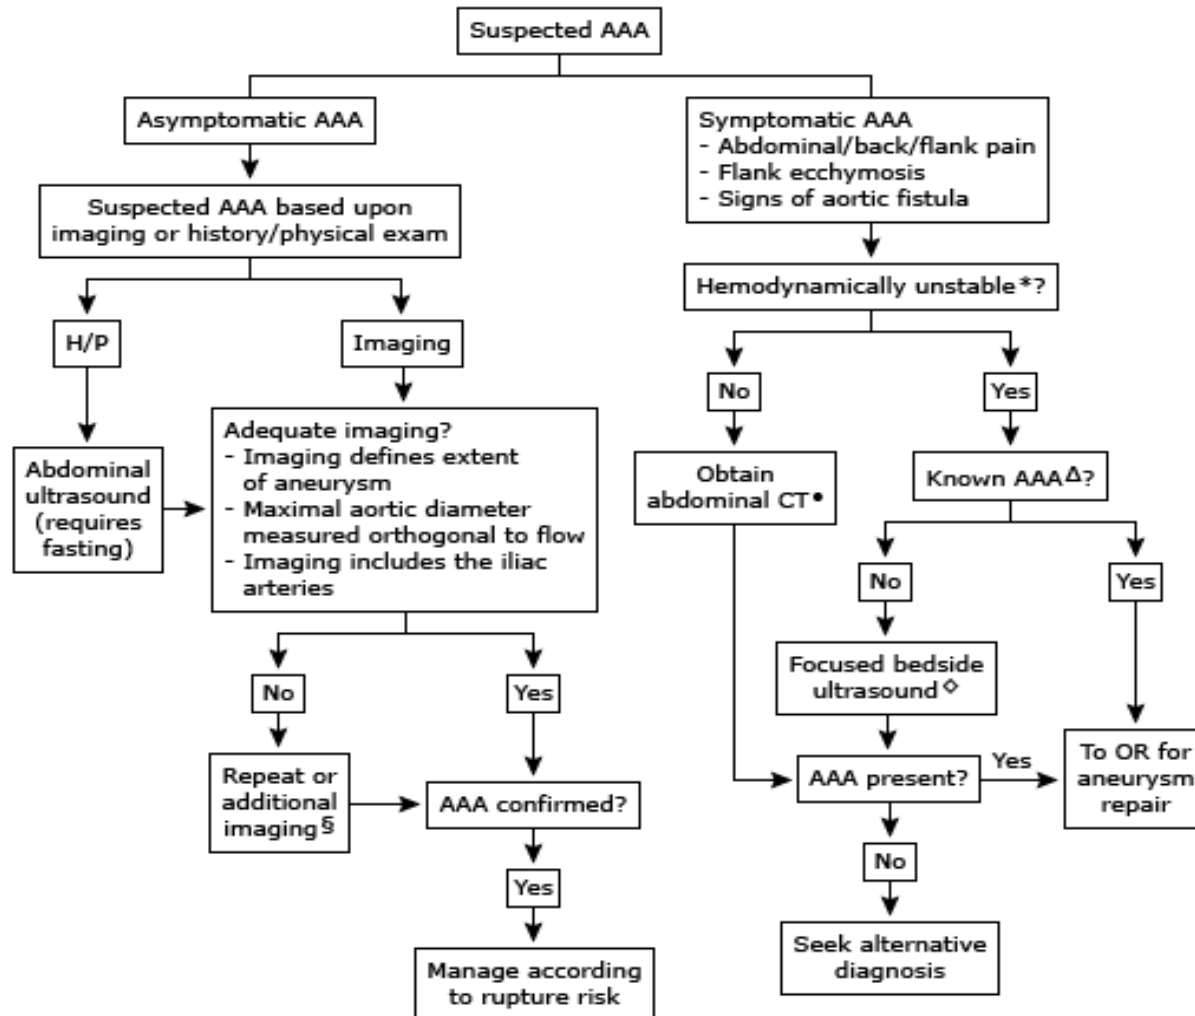 Suspected AAA
Asymptomatic AAA
Suspected AAA based upon
imaging or history/physical exam
H/P
Imaging
Abdominal
ultrasound
(requires
fasting)
Adequate imaging?
- Imaging defines extent
of aneurysm
- Maximal aortic diameter
measured orthogonal to flow
- Imaging includes the iliac
arteries
No
Yes
Repeat or
additional
imaging§
AAA confirmed?
Yes
Manage according
to rupture risk
Symptomatic AAA
- Abdominal/back/flank pain
- Flank ecchymosis
- Signs of aortic fistula
Hemodynamically unstable*?
No
Yes
Obtain
abdominal CT•
Known AAAΔ?
No
Yes
Focused bedside
ultrasound◇
AAA present?
Yes
To OR for
aneurysm
repair
No
Seek alternative
diagnosis